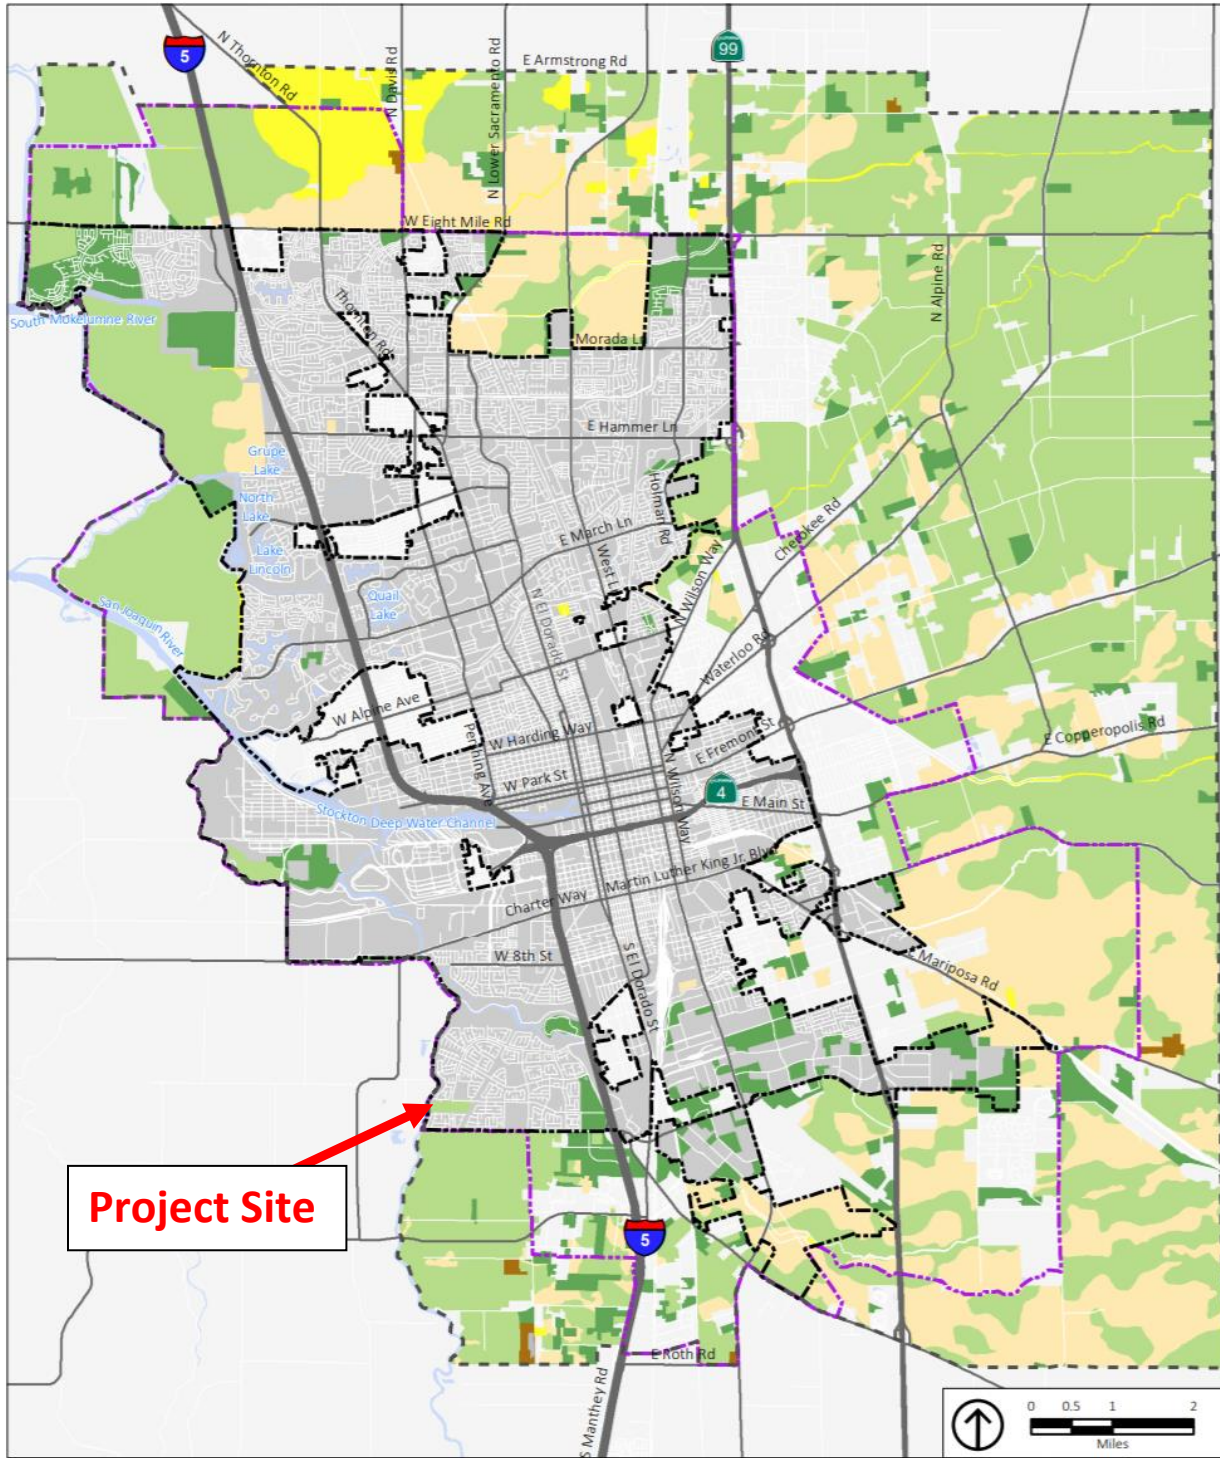 5
N Thornton Rd
N Davis Rd
N Lower Sacramento Rd
E Armstrong Rd
CALIFORNIA
99
W Eight Mile Rd
N Alpine Rd
South Mokelumne River
Thornton Rd
Morada Ln
E Hammer Ln
Grupe
Lake
North
Lake
Lake
Lincoln
Holman Rd
E March Ln
West Ln
Cherokee Rd
N Wilson Way
Quail
Lake
San Joaquin River
N El Dorado St
Waterloo Rd
W Alpine Ave
Pershing Ave
W Harding Way
E Fremont St
E Copperopolis Rd
W Park St
N Wilson Way
4
E Main St
Stockton Deep Water Channel
Martin Luther King Jr. Blvd
Charter Way
W 8th St
S El Dorado St
E Mariposa Rd
Project Site
5
E Roth Rd
S Manthey Rd
0 0.5 1 2
Miles